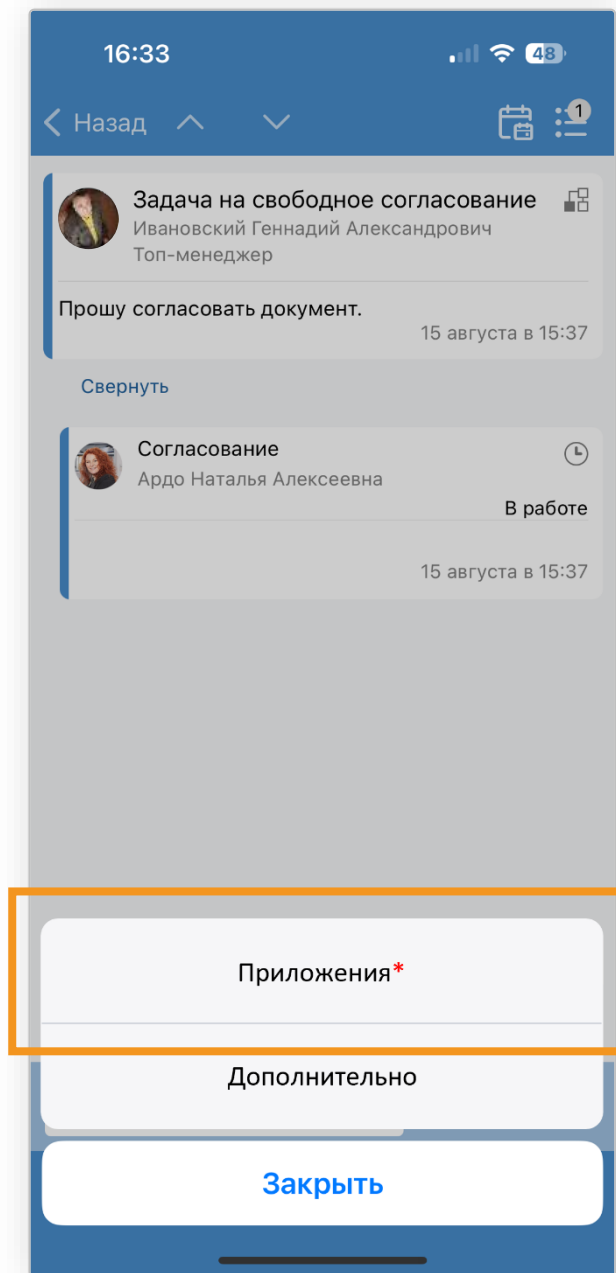 16:33
48
Назад
1
Задача на свободное согласование
Ивановский Геннадий Александрович
Топ-менеджер
Прошу согласовать документ.
15 августа в 15:37
Свернуть
Согласование
Ардо Наталья Алексеевна
В работе
15 августа в 15:37
Приложения*
Дополнительно
Закрыть